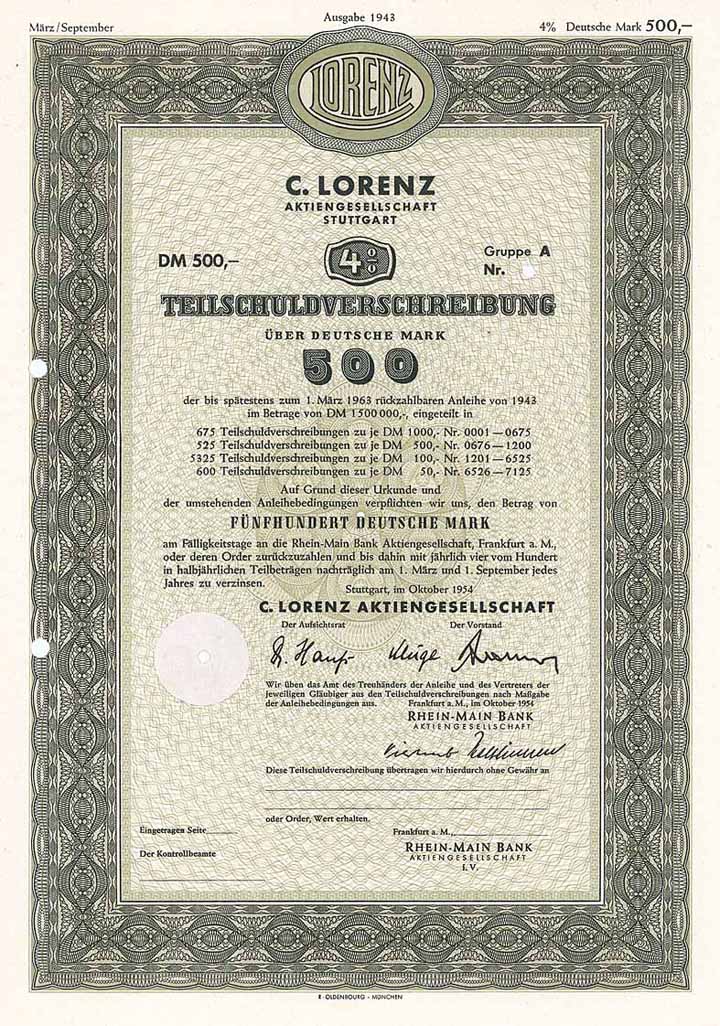 Ausgabe 1943
März/September
4% Deutsche Mark 500,–
LORENZ
C. LORENZ
AKTIENGESELLSCHAFT
STUTTGART
DM 500,–
4%
Gruppe A
Nr.
TEILSCHULDVERSCHREIBUNG
ÜBER DEUTSCHE MARK
500
der bis spätestens zum 1. März 1963 rückzahlbaren Anleihe von 1943
im Betrage von DM 1500000,-, eingeteilt in
675 Teilschuldverschreibungen zu je DM 1000,- Nr. 0001—0675
525 Teilschuldverschreibungen zu je DM 500,- Nr. 0676—1200
5325 Teilschuldverschreibungen zu je DM 100,- Nr. 1201—6525
600 Teilschuldverschreibungen zu je DM 50,- Nr. 6526—7125
Auf Grund dieser Urkunde und
der umstehenden Anleihebedingungen verpflichten wir uns, den Betrag von
FÜNFHUNDERT DEUTSCHE MARK
am Fälligkeitstage an die Rhein-Main Bank Aktiengesellschaft, Frankfurt a. M.,
oder deren Order zurückzuzahlen und bis dahin mit jährlich vier vom Hundert
in halbjährlichen Teilbeträgen nachträglich am 1. März und 1. September jedes
Jahres zu verzinsen.
Stuttgart, im Oktober 1954
C. LORENZ AKTIENGESELLSCHAFT
Der Aufsichtsrat
Der Vorstand
Wir üben das Amt des Treuhänders der Anleihe und des Vertreters der
jeweiligen Gläubiger aus den Teilschuldverschreibungen nach Maßgabe
der Anleihebedingungen aus. Frankfurt a. M., im Oktober 1954
RHEIN-MAIN BANK
AKTIENGESELLSCHAFT
Diese Teilschuldverschreibung übertragen wir hierdurch ohne Gewähr an
oder Order, Wert erhalten.
Eingetragen Seite
Frankfurt a. M.,
Der Kontrollbeamte
RHEIN-MAIN BANK
AKTIENGESELLSCHAFT
I. V.
R · OLDENBOURG · MÜNCHEN